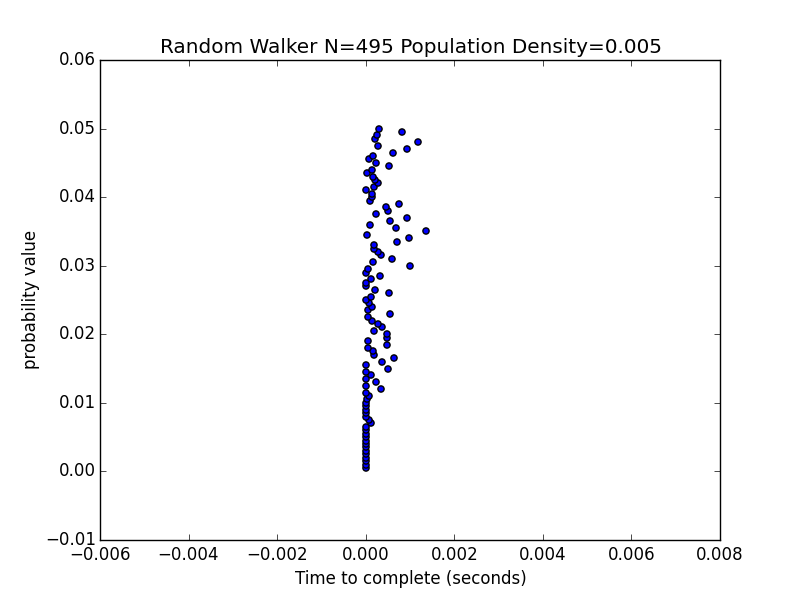 Random Walker N=495 Population Density=0.005
0.06
0.05
0.04
0.03
0.02
0.01
0.00
−0.01
probability value
−0.006 −0.004 −0.002 0.000 0.002 0.004 0.006 0.008
Time to complete (seconds)